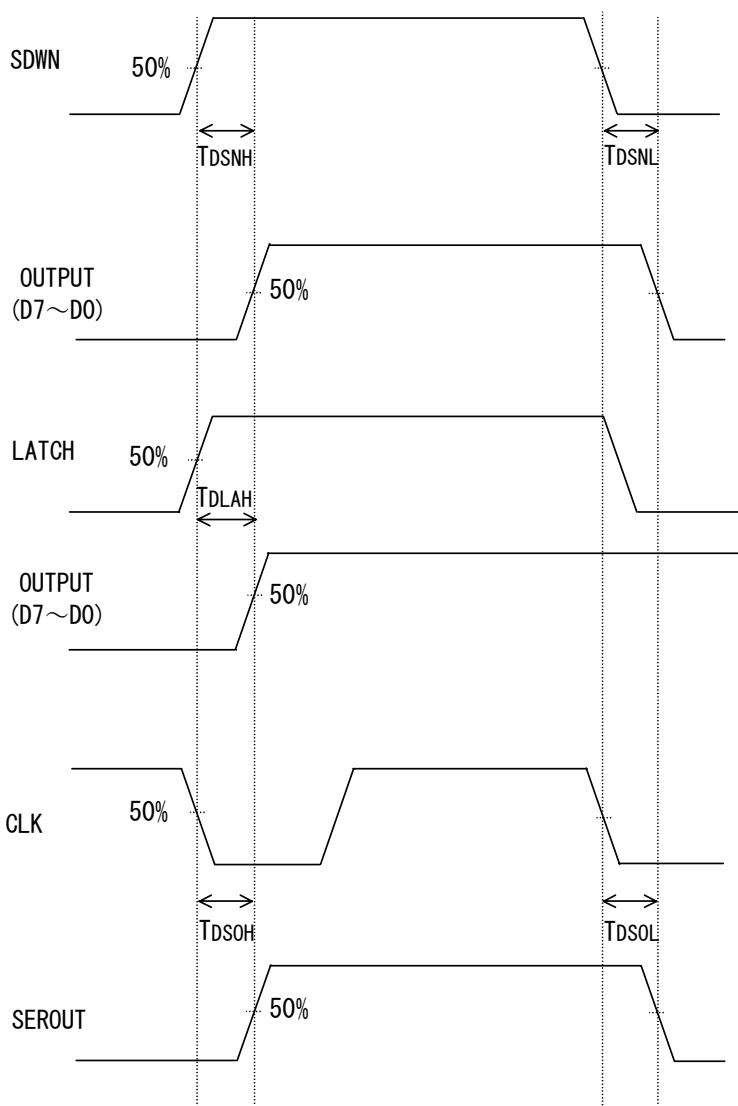 SDWN
50%
TDSNH
TDSNL
OUTPUT
(D7～D0)
50%
LATCH
50%
TDLAH
OUTPUT
(D7～D0)
50%
CLK
50%
TDSOH
TDSOL
SEROUT
50%